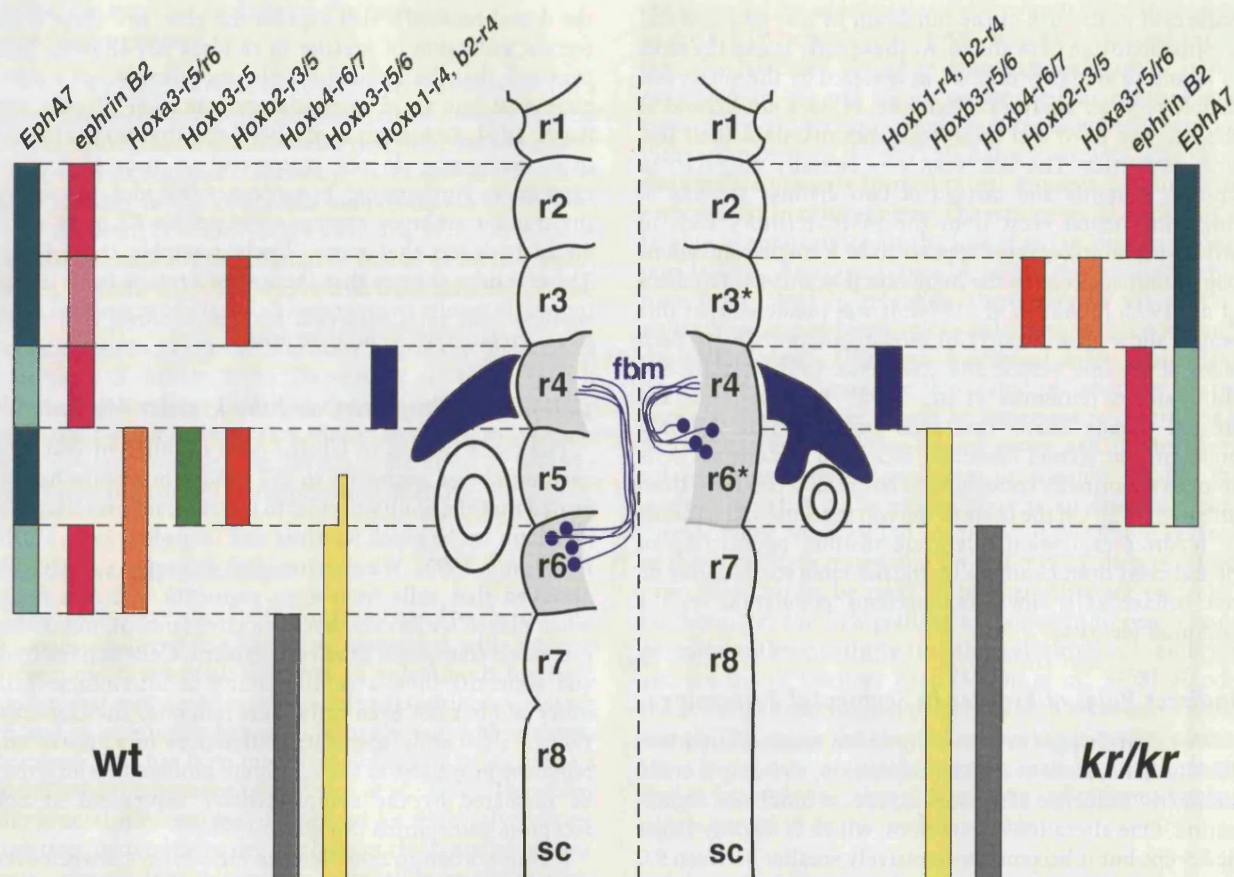 EphA7
ephrin B2
Hoxa3-r5/r6
Hoxb3-r5
Hoxb2-r3/5
Hoxb4-r6/7
Hoxb3-r5/6
Hoxb1-r4, b2-r4
Hoxb1-r4, b2-r4
Hoxb3-r5/6
Hoxb4-r6/7
Hoxb2-r3/5
Hoxa3-r5/r6
ephrin B2
EphA7
r1
r2
r3
r4
r5
r6
r7
r8
sc
fbm
r1
r2
r3*
r4
r6*
r7
r8
sc
wt
kr/kr